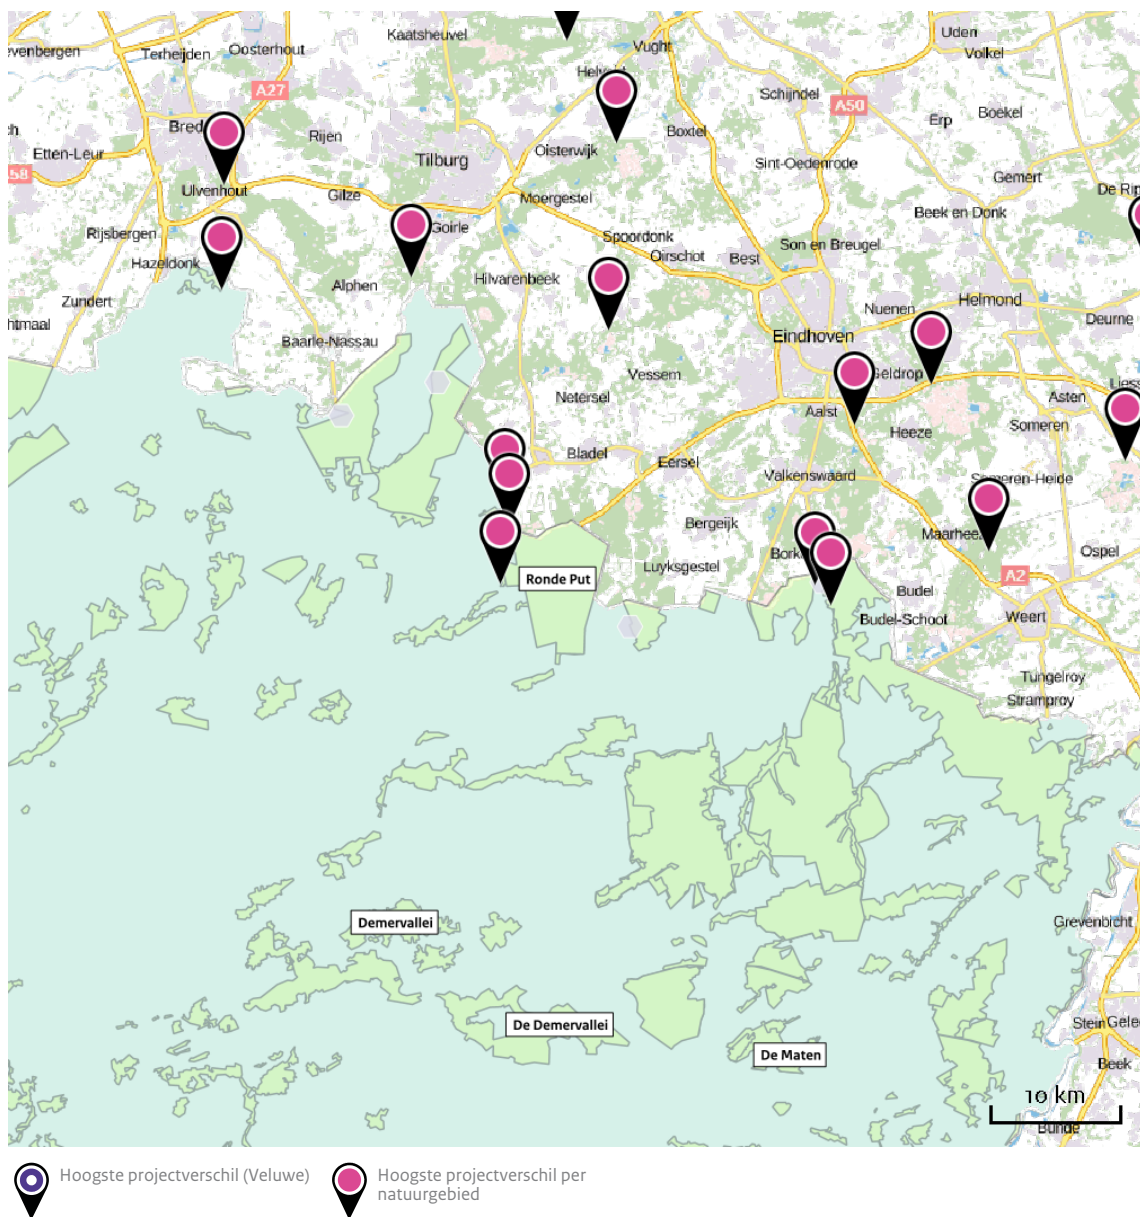 Kaatsheuvel
Uden
evenbergen
Terheijden
Oosterhout
Vught
Volkel
A27
Schijndel
A50
Boekel
Erp
Rijen
Boxtel
Etten-Leur
Tilburg
Oisterwijk
Sint-Oedenrode
Gemert
Ulvenhout
Gilze
Moergestel
Beek en Donk
Rijsbergen
Goirle
Spoordonk
Son en Breugel
Oirschot
Best
Hazeldonk
Hilvarenbeek
Alphen
Zundert
Nuenen
Helmond
Deurne
htmaal
Baarle-Nassau
Eindhoven
Vessem
Geldrop
Netersel
Aalst
Asten
Someren
Heeze
Bladel
Eersel
Valkenswaard
Someren-Heide
Bergeijk
Ospel
Luyksgestel
Ronde Put
A2
Budel
Weert
Budel-Schoot
Tungelroy
Stramproy
Demervallei
Grevenbicht
De Demervallei
Stein
Gele
De Maten
Beek
10 km
Bunde
Hoogste projectverschil (Veluwe)
Hoogste projectverschil per
natuurgebied